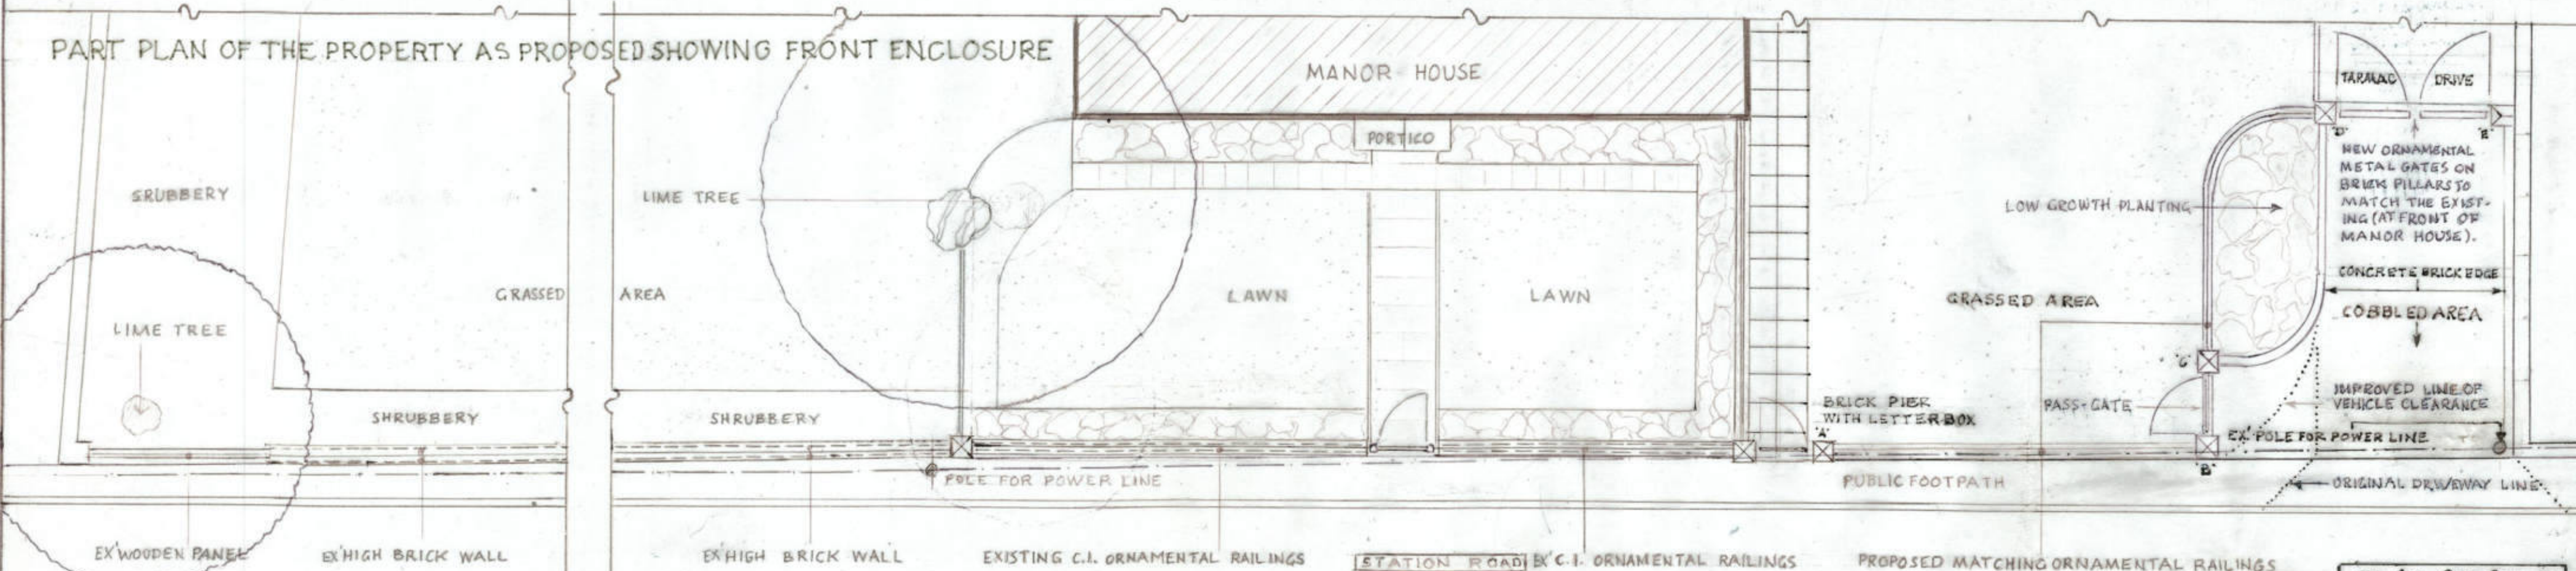 PART PLAN OF THE PROPERTY AS PROPOSED SHOWING FRONT ENCLOSURE
MANOR HOUSE
PORTICO
TARMAC DRIVE
'D' 'E'
NEW ORNAMENTAL
METAL GATES ON
BRICK PILLARS TO
MATCH THE EXIST-
ING (AT FRONT OF
MANOR HOUSE).
SRUBBERY
LIME TREE
LOW GROWTH PLANTING
CONCRETE BRICK EDGE
GRASSED AREA
LAWN
LAWN
GRASSED AREA
COBBLED AREA
LIME TREE
'C'
SHRUBBERY
SHRUBBERY
BRICK PIER
WITH LETTERBOX
'A'
PASS-GATE
IMPROVED LINE OF
VEHICLE CLEARANCE
EX' POLE FOR POWER LINE
'B'
POLE FOR POWER LINE
PUBLIC FOOTPATH
ORIGINAL DRIVEWAY LINE
EX'WOODEN PANEL
EX'HIGH BRICK WALL
EX'HIGH BRICK WALL
EXISTING C.I. ORNAMENTAL RAILINGS
STATION ROAD
EX'C.I. ORNAMENTAL RAILINGS
PROPOSED MATCHING ORNAMENTAL RAILINGS